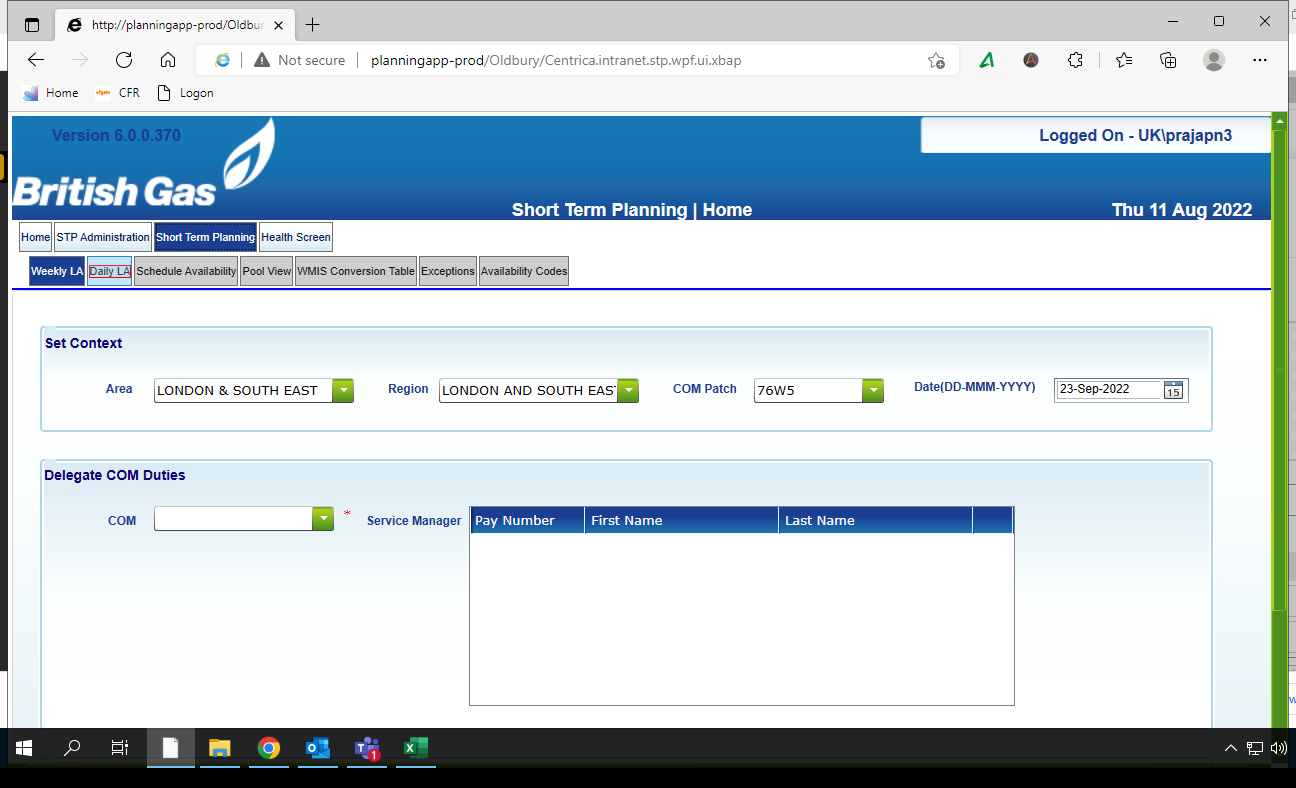 http://planningapp-prod/Oldbur
Not secure
planningapp-prod/Oldbury/Centrica.intranet.stp.wpf.ui.xbap
Home
CFR
Logon
Version 6.0.0.370
Logged On - UK\prajapn3
British Gas
Short Term Planning | Home
Thu 11 Aug 2022
Home
STP Administration
Short Term Planning
Health Screen
Weekly LA
Daily LA
Schedule Availability
Pool View
WMIS Conversion Table
Exceptions
Availability Codes
Set Context
Area
LONDON & SOUTH EAST
Region
LONDON AND SOUTH EAS
COM Patch
76W5
Date(DD-MMM-YYYY)
23-Sep-2022
15
Delegate COM Duties
COM
*
Service Manager
Pay Number
First Name
Last Name
1